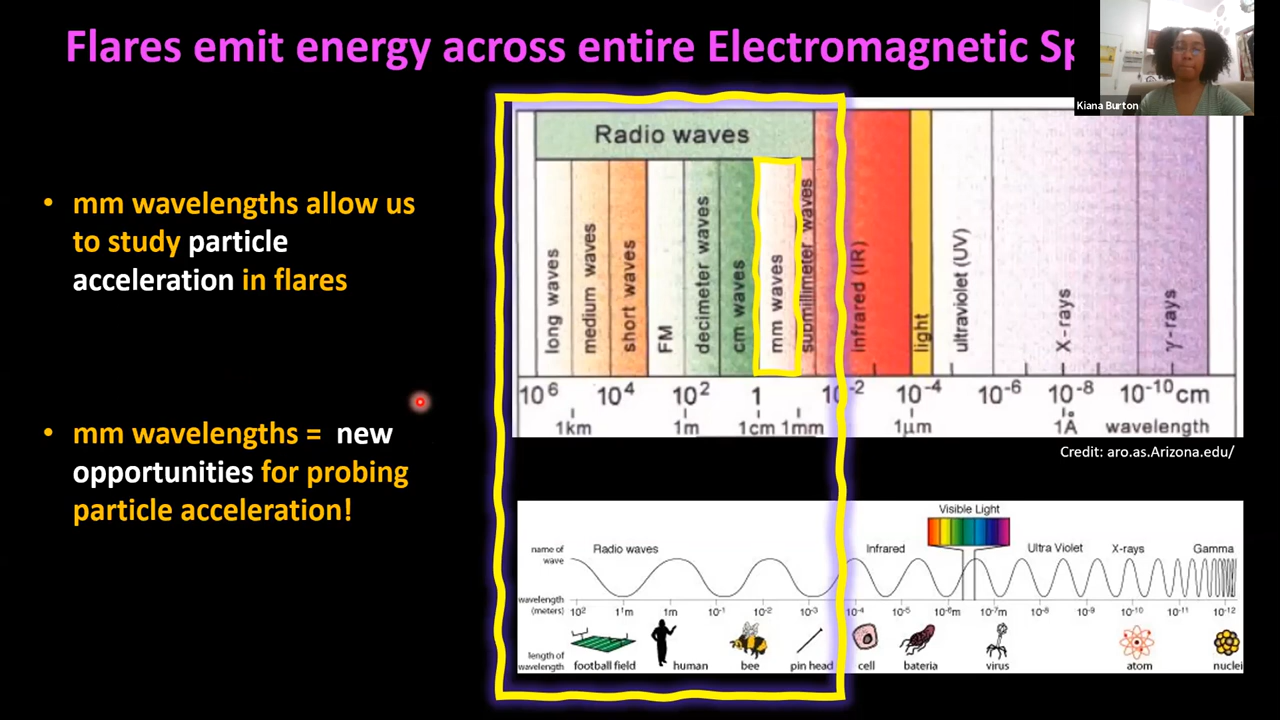 Flares emit energy across entire Electromagnetic Sp
Kiana Burton
• mm wavelengths allow us
to study particle
acceleration in flares
• mm wavelengths = new
opportunities for probing
particle acceleration!
Radio waves
long waves
medium waves
short waves
FM
decimeter waves
cm waves
mm waves
submillimeter waves
infrared (IR)
light
ultraviolet (UV)
X-rays
γ-rays
10⁶ 10⁴ 10² 1 10⁻² 10⁻⁴ 10⁻⁶ 10⁻⁸ 10⁻¹⁰cm
1km 1m 1cm 1mm 1μm 1Å wavelength
Credit: aro.as.Arizona.edu/
Visible Light
name of
wave
Radio waves Infrared Ultra Violet X-rays Gamma
wavelength
(meters) 10² 1¹m 1m 10⁻¹ 10⁻² 10⁻³ 10⁻⁴ 10⁻⁵ 10⁻⁶m 10⁻⁷m 10⁻⁸ 10⁻⁹ 10⁻¹⁰ 10⁻¹¹ 10⁻¹²
length of
wavelength
football field human bee pin head cell bateria virus atom nuclei